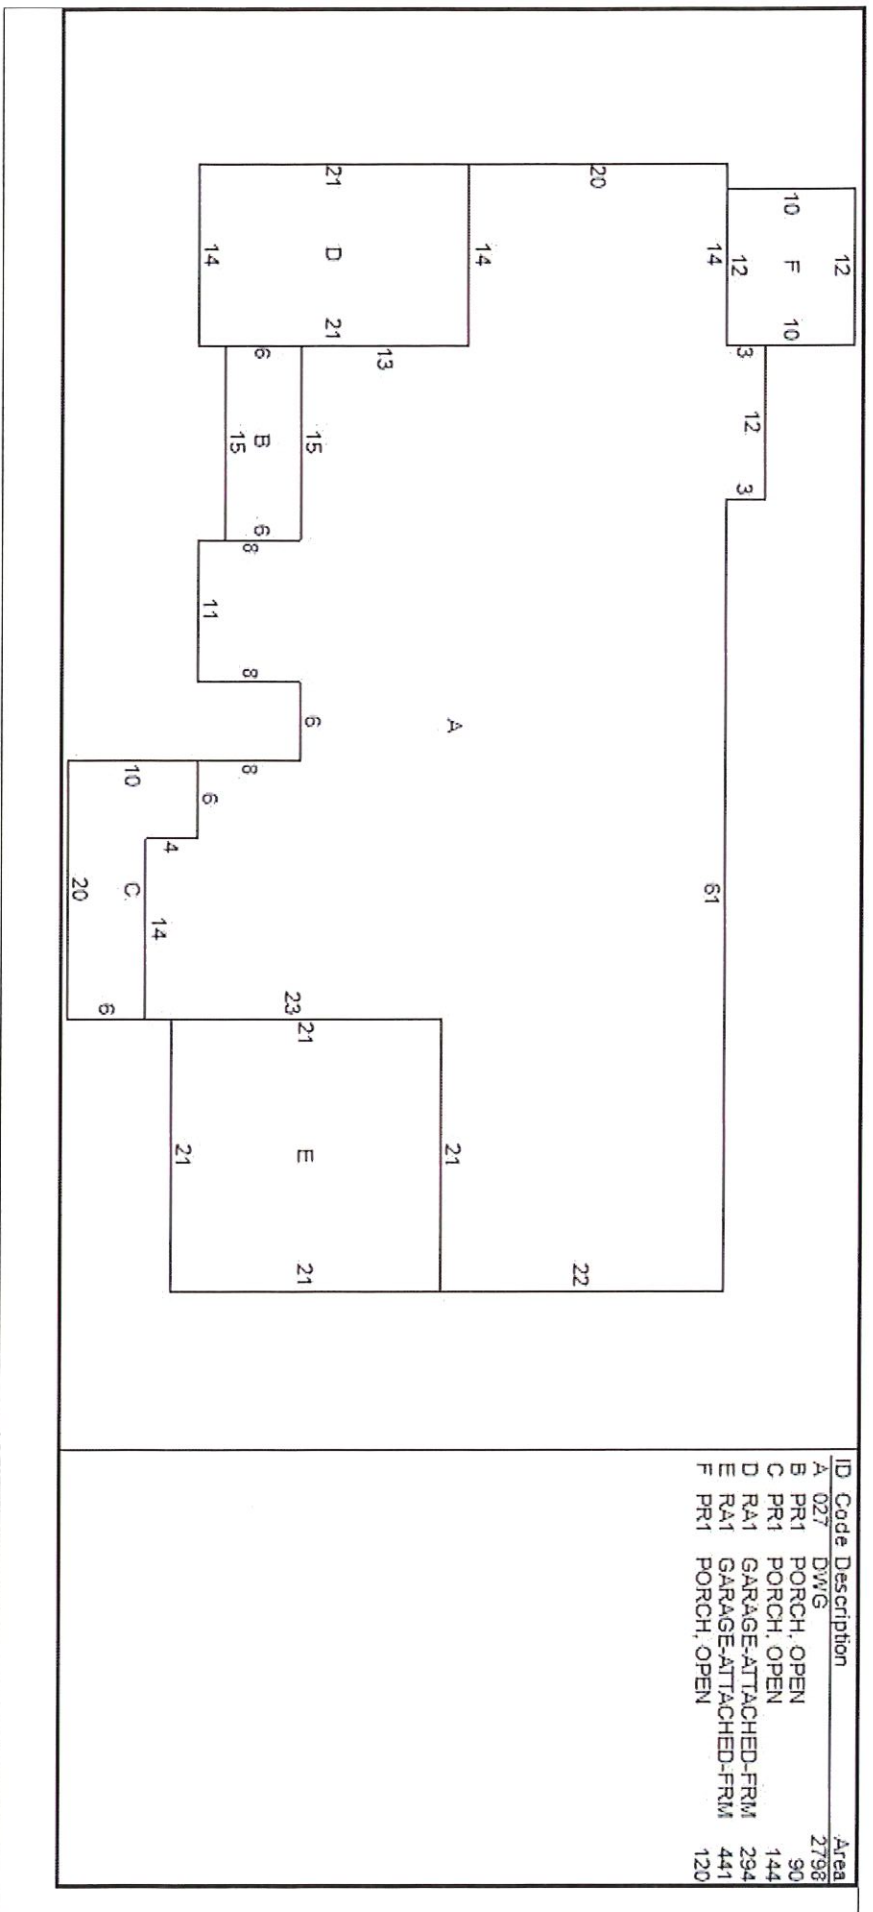 12
10 F 10
12 3 12 3
14 61
20 22
14
A 21
13
21 D 21
15 6
23 21 E 21
6 B 6 8 8 8
15
14 11 6
21
4 14
10 C
6
20
ID Code Description Area
A 027 DWG 2798
B PR1 PORCH, OPEN 90
C PR1 PORCH, OPEN 144
D RA1 GARAGE-ATTACHED-FRM 294
E RA1 GARAGE-ATTACHED-FRM 441
F PR1 PORCH, OPEN 120